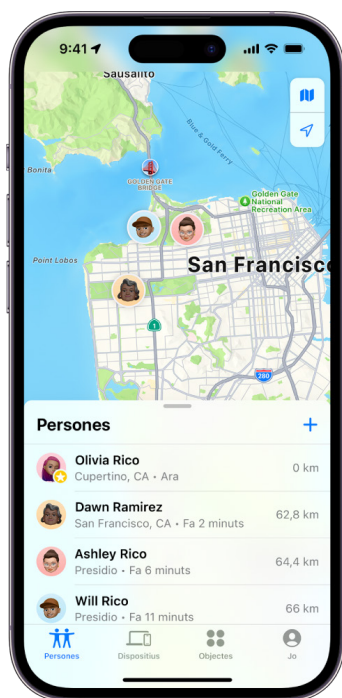 9:41
Sausalito
Blue & Gold Ferry
Bonita
GOLDEN GATE
BRIDGE
Golden Gate
National
Recreation Area
Point Lobos
San Francisco
1
280
Persones
Olivia Rico
Cupertino, CA • Ara
0 km
Dawn Ramirez
San Francisco, CA • Fa 2 minuts
62,8 km
Ashley Rico
Presidio • Fa 6 minuts
64,4 km
Will Rico
Presidio • Fa 11 minuts
66 km
Persones
Dispositius
Objectes
Jo